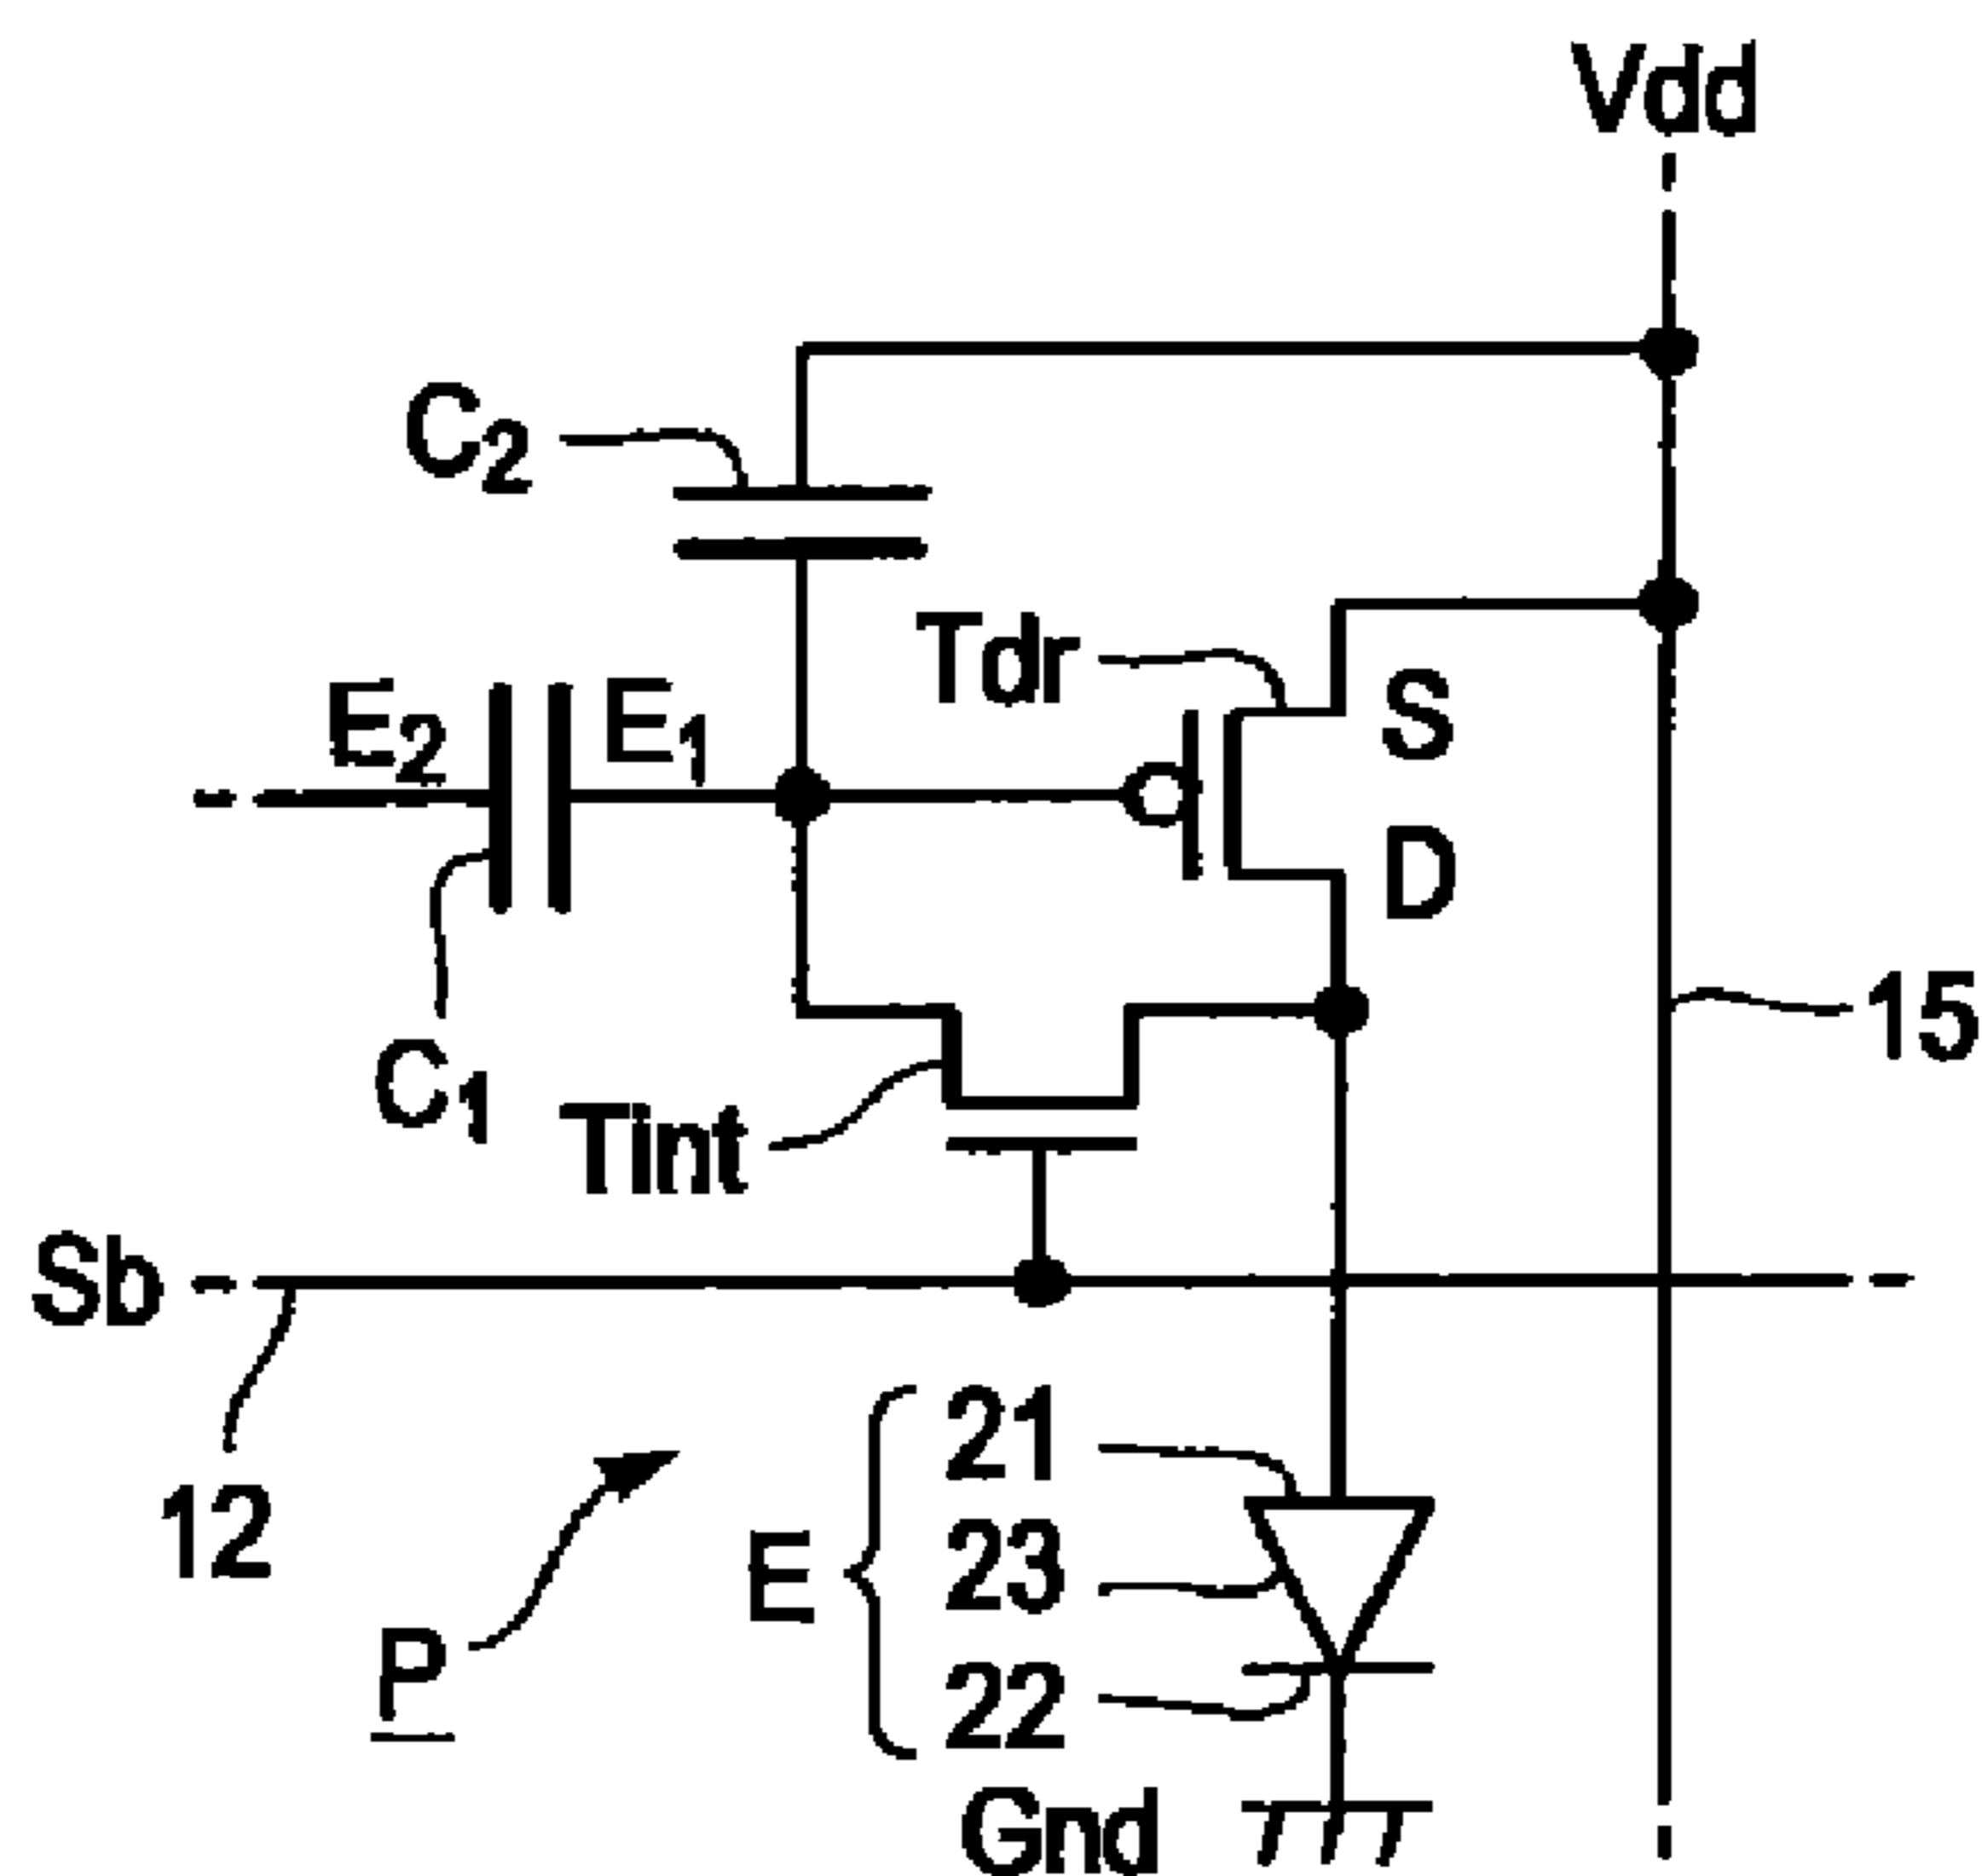 Vdd
C2
Tdr
E2 E1 S
D
15
C1
Tint
Sb
12
21
E 23
P 22
Gnd